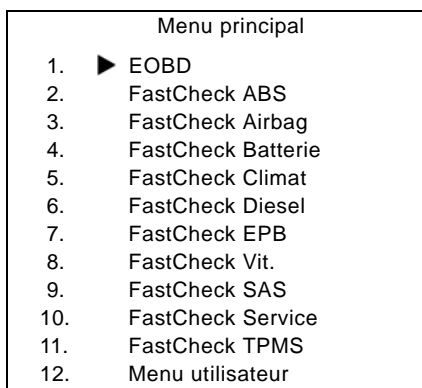 Menu principal
1. ▶ EOBD
2. FastCheck ABS
3. FastCheck Airbag
4. FastCheck Batterie
5. FastCheck Climat
6. FastCheck Diesel
7. FastCheck EPB
8. FastCheck Vit.
9. FastCheck SAS
10. FastCheck Service
11. FastCheck TPMS
12. Menu utilisateur